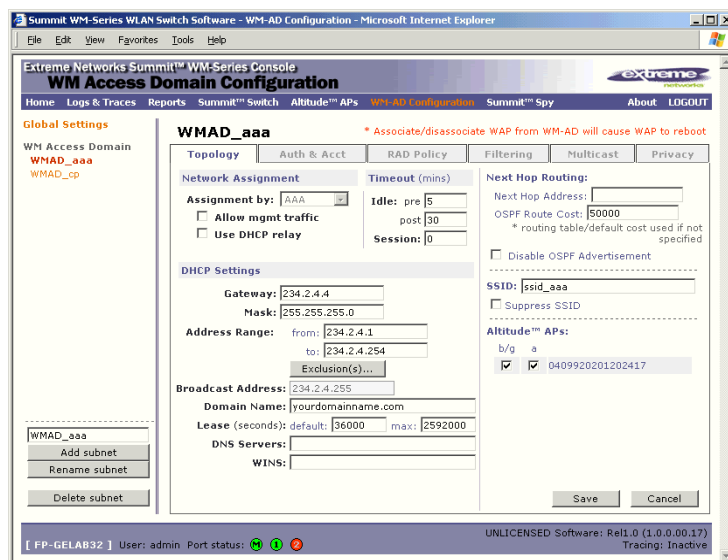 Summit WM-Series WLAN Switch Software - WM-AD Configuration - Microsoft Internet Explorer
File Edit View Favorites Tools Help
Extreme Networks Summit™ WM-Series Console
WM Access Domain Configuration
extreme networks
Home Logs & Traces Reports Summit™ Switch Altitude™ APs WM-AD Configuration Summit™ Spy About LOGOUT
Global Settings
WM Access Domain
WMAD_aaa
WMAD_cp
WMAD_aaa
Add subnet
Rename subnet
Delete subnet
WMAD_aaa * Associate/disassociate WAP from WM-AD will cause WAP to reboot
Topology Auth & Acct RAD Policy Filtering Multicast Privacy
Network Assignment
Assignment by: AAA
Allow mgmt traffic
Use DHCP relay
Timeout (mins)
Idle: pre 5
post 30
Session: 0
DHCP Settings
Gateway: 234.2.4.4
Mask: 255.255.255.0
Address Range: from: 234.2.4.1
to: 234.2.4.254
Exclusion(s)...
Broadcast Address: 234.2.4.255
Domain Name: yourdomainname.com
Lease (seconds): default: 36000 max: 2592000
DNS Servers:
WINS:
Next Hop Routing:
Next Hop Address:
OSPF Route Cost: 50000
* routing table/default cost used if not
specified
Disable OSPF Advertisement
SSID: ssid_aaa
Suppress SSID
Altitude™ APs:
b/g a
0409920201202417
Save Cancel
[ FP-GELAB32 ] User: admin Port status: M 1 2
UNLICENSED Software: Rel1.0 (1.0.0.00.17)
Tracing: Inactive